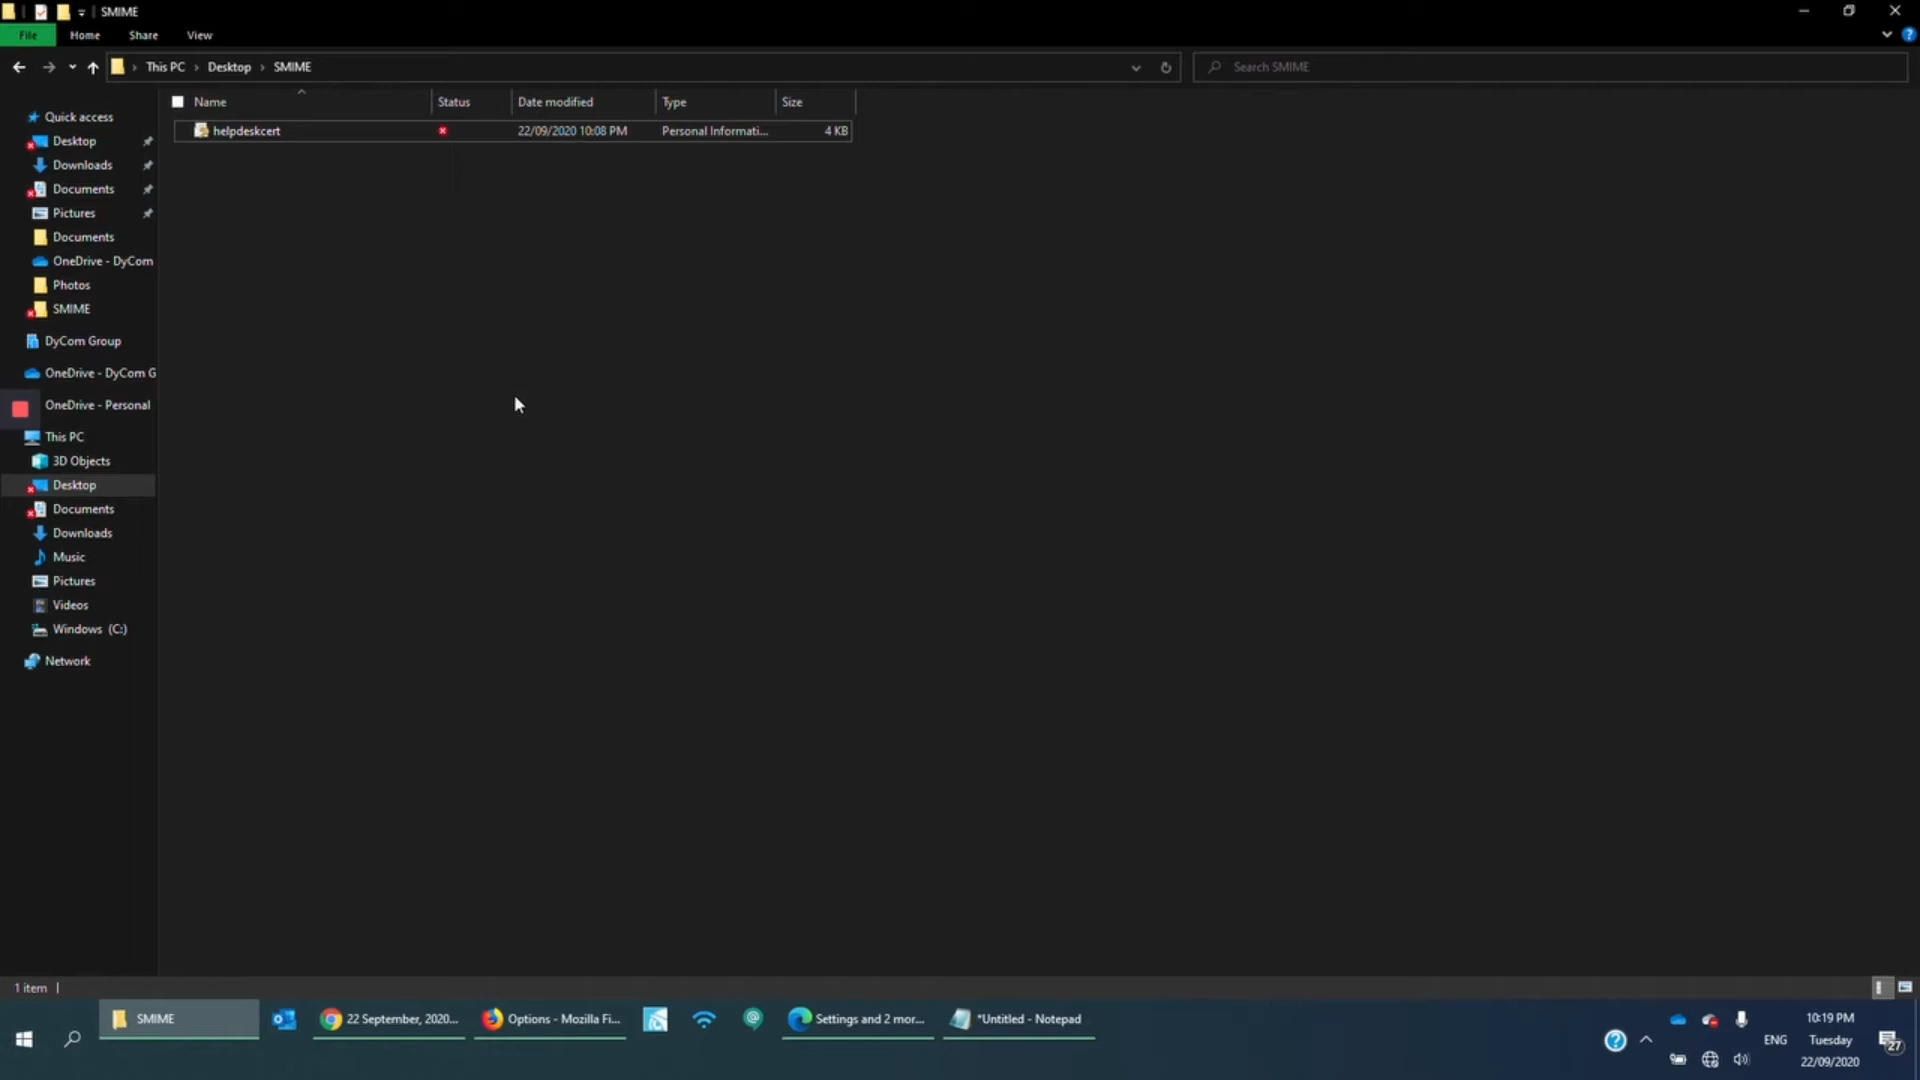 SMIME
File Home Share View
This PC Desktop SMIME
Search SMIME
Name Status Date modified Type Size
helpdeskcert 22/09/2020 10:08 PM Personal Informati... 4 KB
Quick access
Desktop
Downloads
Documents
Pictures
Documents
OneDrive - DyCom
Photos
SMIME
DyCom Group
OneDrive - DyCom G
OneDrive - Personal
This PC
3D Objects
Desktop
Documents
Downloads
Music
Pictures
Videos
Windows (C:)
Network
1 item
SMIME
22 September, 2020...
Options - Mozilla Fi...
Settings and 2 mor...
*Untitled - Notepad
ENG
10:19 PM
Tuesday
22/09/2020
27